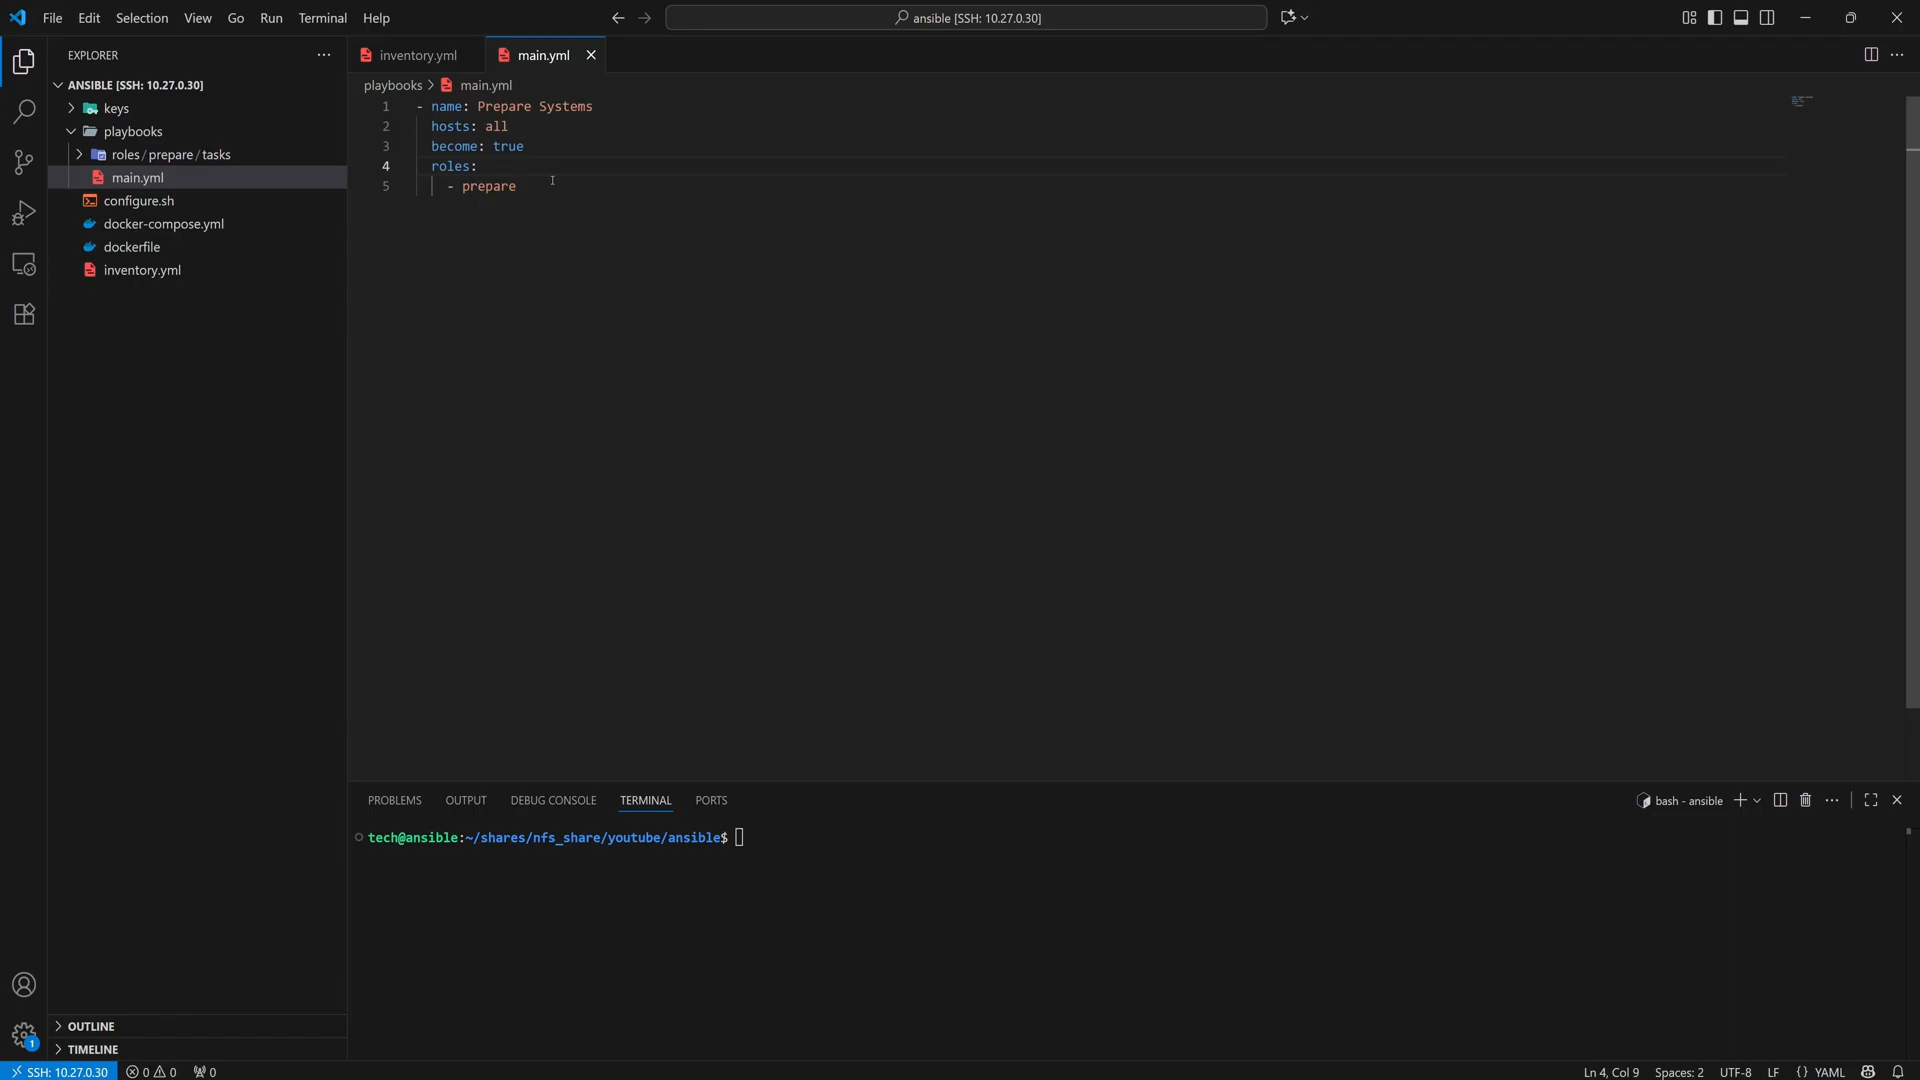 File Edit Selection View Go Run Terminal Help
ansible [SSH: 10.27.0.30]
EXPLORER
ANSIBLE [SSH: 10.27.0.30]
keys
playbooks
roles/prepare/tasks
main.yml
configure.sh
docker-compose.yml
dockerfile
inventory.yml
OUTLINE
TIMELINE
inventory.yml main.yml
playbooks > main.yml
1 - name: Prepare Systems
2 hosts: all
3 become: true
4 roles:
5 - prepare
PROBLEMS OUTPUT DEBUG CONSOLE TERMINAL PORTS
bash - ansible
tech@ansible:~/shares/nfs_share/youtube/ansible$
1
SSH: 10.27.0.30 0 0 0
Ln 4, Col 9 Spaces: 2 UTF-8 LF {} YAML